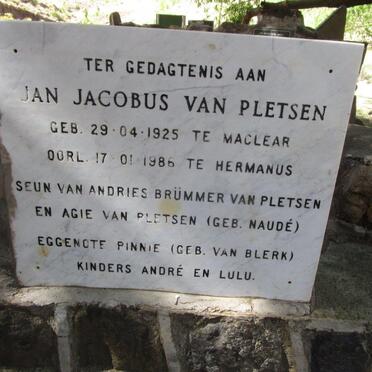 TER GEDAGTENIS AAN
JAN JACOBUS VAN PLETSEN
GEB. 29·04·1925 TE MACLEAR
OORL. 17·01·1986 TE HERMANUS
SEUN VAN ANDRIES BRÜMMER VAN PLETSEN
EN AGIE VAN PLETSEN (GEB. NAUDÉ)
EGGENOTE PINNIE (GEB. VAN BLERK)
KINDERS ANDRÉ EN LULU.